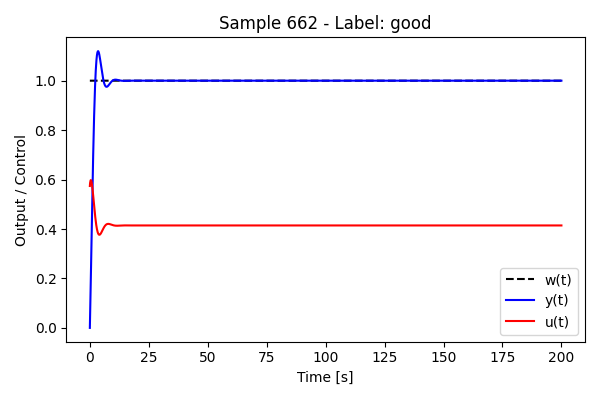 Sample 662 - Label: good
Output / Control
1.0
0.8
0.6
0.4
0.2
0.0
w(t)
y(t)
u(t)
0 25 50 75 100 125 150 175 200
Time [s]